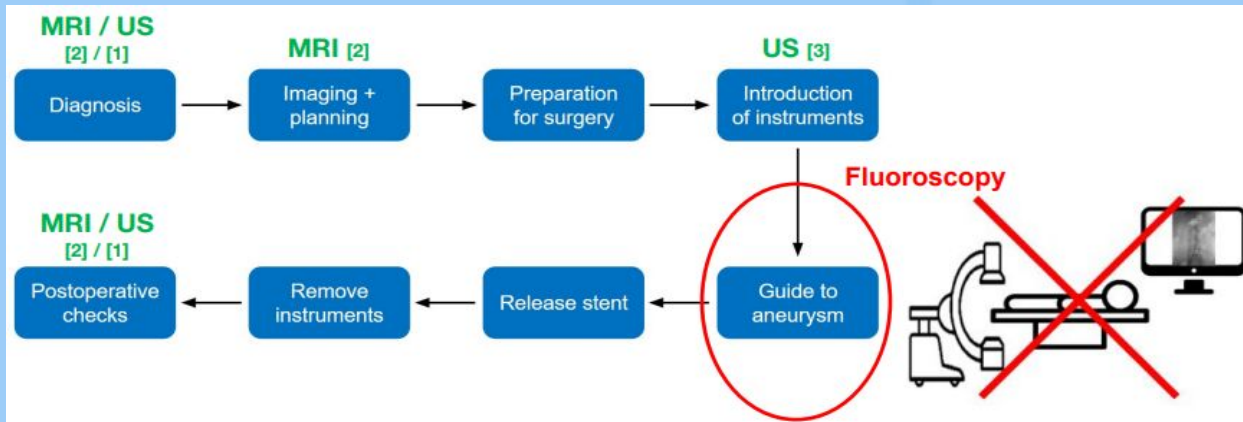 MRI / US
[2] / [1]
MRI [2]
US [3]
Diagnosis
Imaging +
planning
Preparation
for surgery
Introduction
of instruments
Fluoroscopy
MRI / US
[2] / [1]
Postoperative
checks
Remove
instruments
Release stent
Guide to
aneurysm